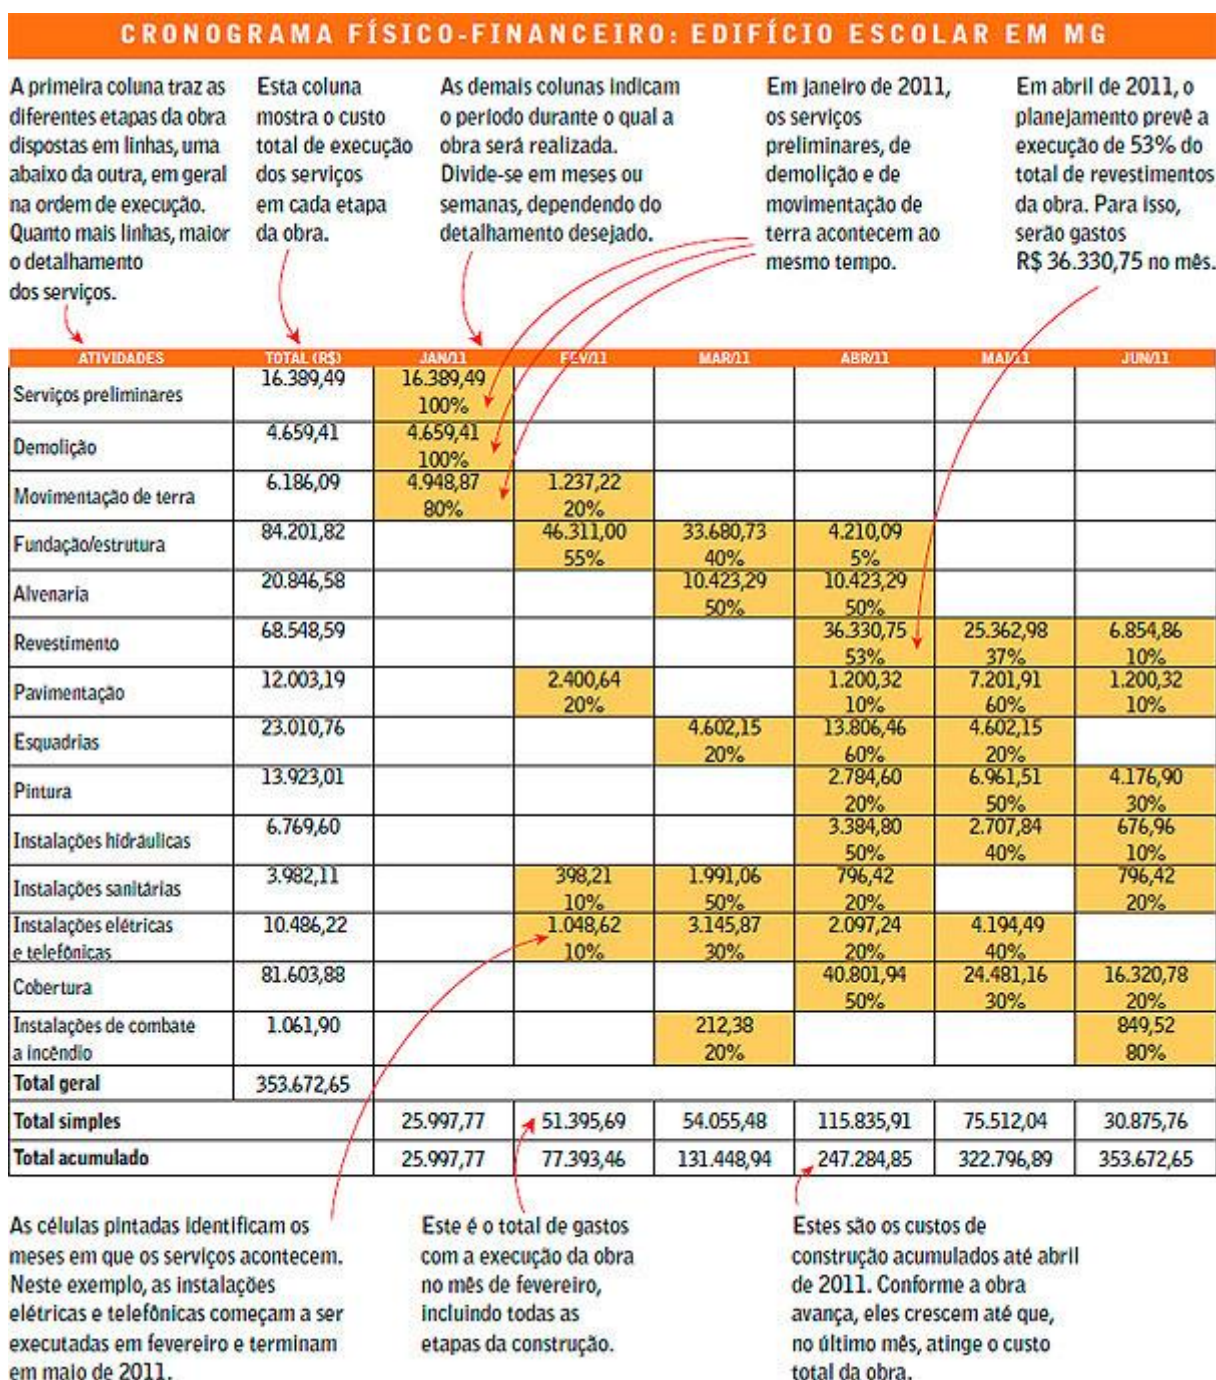 CRONOGRAMA FÍSICO-FINANCEIRO: EDIFÍCIO ESCOLAR EM MG
A primeira coluna traz as
diferentes etapas da obra
dispostas em linhas, uma
abaixo da outra, em geral
na ordem de execução.
Quanto mais linhas, maior
o detalhamento
dos serviços.
Esta coluna
mostra o custo
total de execução
dos serviços
em cada etapa
da obra.
As demais colunas indicam
o período durante o qual a
obra será realizada.
Divide-se em meses ou
semanas, dependendo do
detalhamento desejado.
Em janeiro de 2011,
os serviços
preliminares, de
demolição e de
movimentação de
terra acontecem ao
mesmo tempo.
Em abril de 2011, o
planejamento prevê a
execução de 53% do
total de revestimentos
da obra. Para isso,
serão gastos
R$ 36.330,75 no mês.
ATIVIDADES TOTAL (R$) JAN/11 FEV/11 MAR/11 ABR/11 MAI/11 JUN/11
Serviços preliminares 16.389,49 16.389,49
100%
Demolição 4.659,41 4.659,41
100%
Movimentação de terra 6.186,09 4.948,87 1.237,22
80% 20%
Fundação/estrutura 84.201,82 46.311,00 33.680,73 4.210,09
55% 40% 5%
Alvenaria 20.846,58 10.423,29 10.423,29
50% 50%
Revestimento 68.548,59 36.330,75 25.362,98 6.854,86
53% 37% 10%
Pavimentação 12.003,19 2.400,64 1.200,32 7.201,91 1.200,32
20% 10% 60% 10%
Esquadrias 23.010,76 4.602,15 13.806,46 4.602,15
20% 60% 20%
Pintura 13.923,01 2.784,60 6.961,51 4.176,90
20% 50% 30%
Instalações hidráulicas 6.769,60 3.384,80 2.707,84 676,96
50% 40% 10%
Instalações sanitárias 3.982,11 398,21 1.991,06 796,42 796,42
10% 50% 20% 20%
Instalações elétricas 10.486,22 1.048,62 3.145,87 2.097,24 4.194,49
e telefônicas 10% 30% 20% 40%
Cobertura 81.603,88 40.801,94 24.481,16 16.320,78
50% 30% 20%
Instalações de combate 1.061,90 212,38 849,52
a incêndio 20% 80%
Total geral 353.672,65
Total simples 25.997,77 51.395,69 54.055,48 115.835,91 75.512,04 30.875,76
Total acumulado 25.997,77 77.393,46 131.448,94 247.284,85 322.796,89 353.672,65
As células pintadas identificam os
meses em que os serviços acontecem.
Neste exemplo, as instalações
elétricas e telefônicas começam a ser
executadas em fevereiro e terminam
em maio de 2011.
Este é o total de gastos
com a execução da obra
no mês de fevereiro,
incluindo todas as
etapas da construção.
Estes são os custos de
construção acumulados até abril
de 2011. Conforme a obra
avança, eles crescem até que,
no último mês, atinge o custo
total da obra.